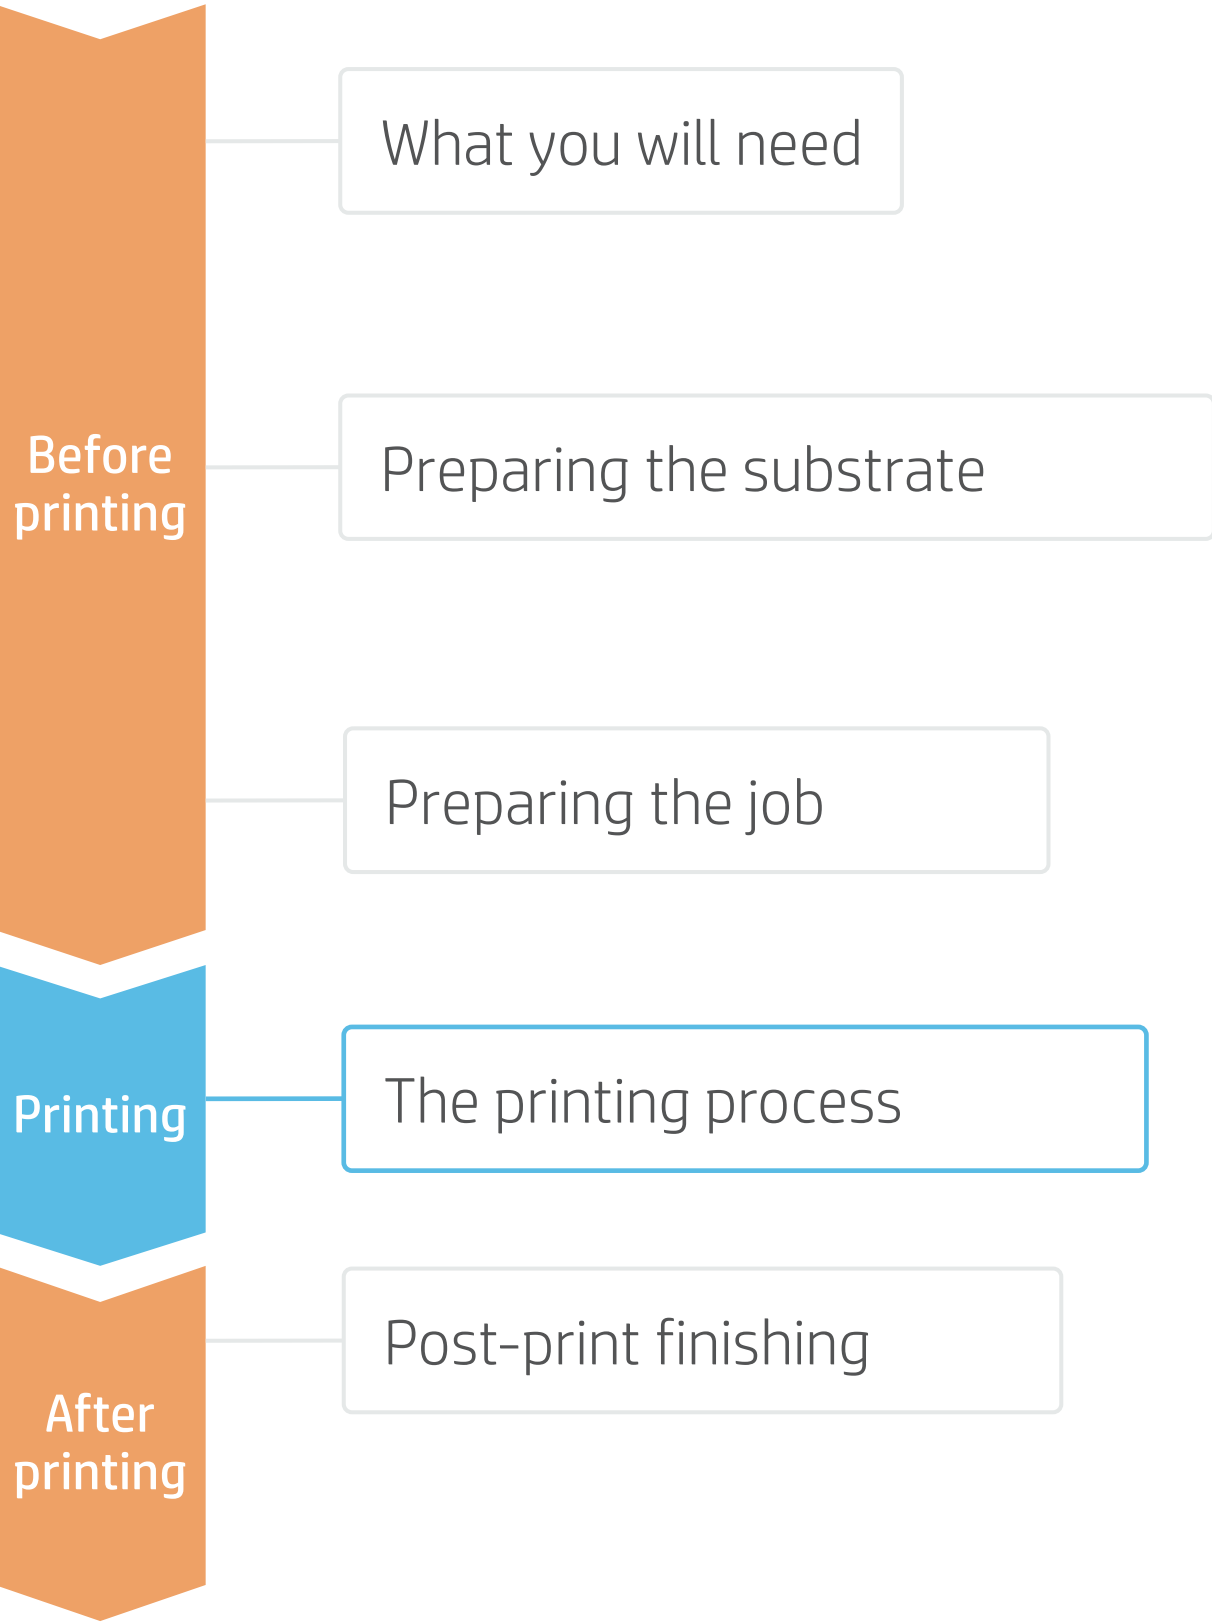 What you will need
Before
printing
Preparing the substrate
Preparing the job
Printing
The printing process
Post-print finishing
After
printing